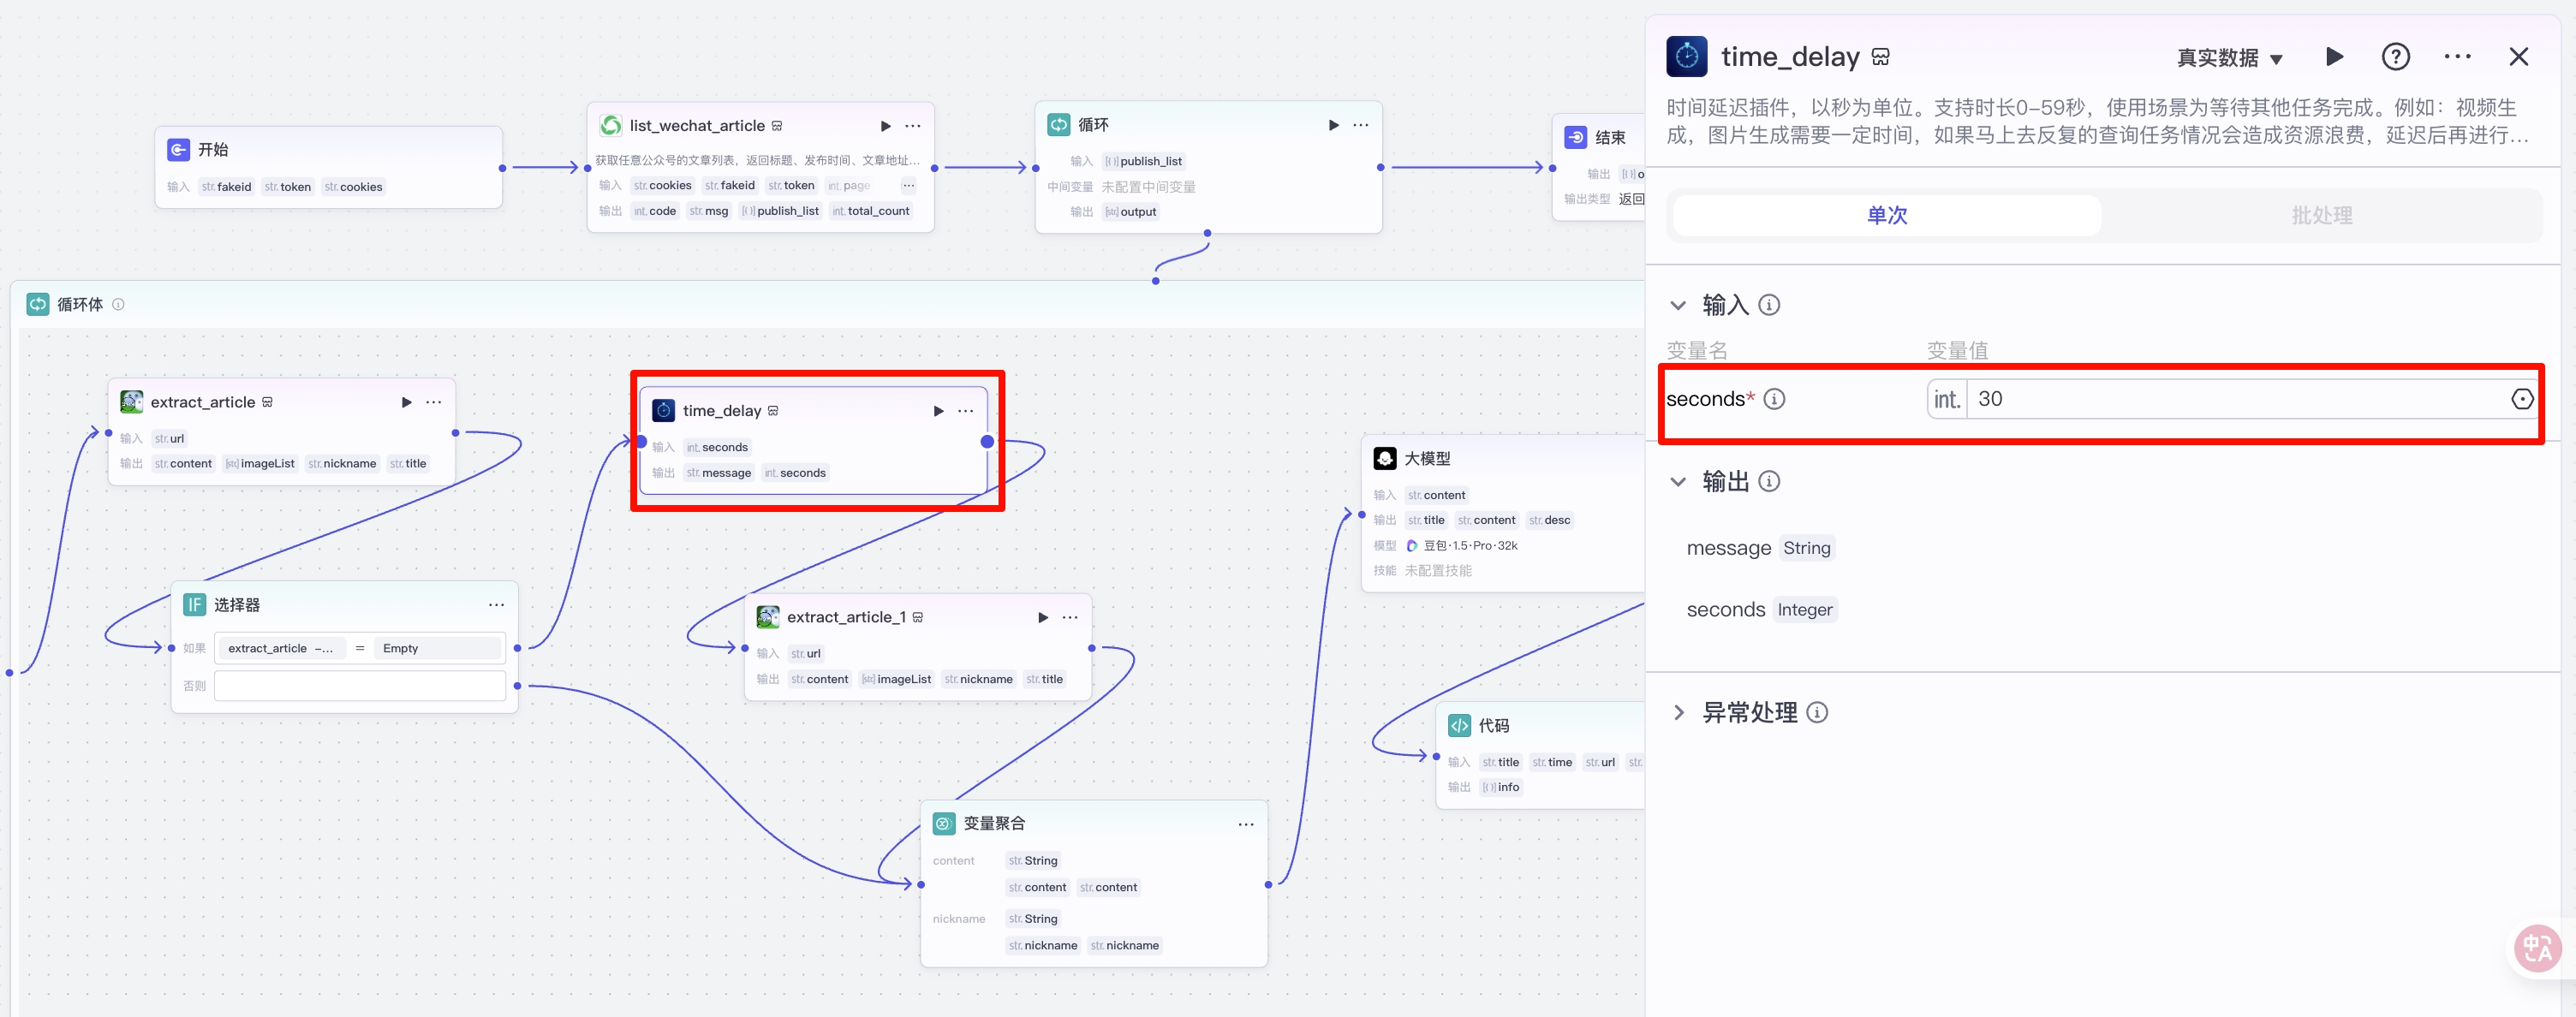 开始
输入 str.fakeid str.token str.cookies
list_wechat_article
获取任意公众号的文章列表，返回标题、发布时间、文章地址...
输入 str.cookies str.fakeid str.token int.page ...
输出 int.code str.msg [{}]publish_list int.total_count
循环
输入 [{}]publish_list
中间变量 未配置中间变量
输出 [str]output
结束
输出 [{}]o
输出类型 返回
循环体
extract_article
输入 str.url
输出 str.content [str]imageList str.nickname str.title
time_delay
输入 int.seconds
输出 str.message int.seconds
IF 选择器
如果 extract_article –... = Empty
否则
extract_article_1
输入 str.url
输出 str.content [str]imageList str.nickname str.title
变量聚合
content str.String
str.content str.content
nickname str.String
str.nickname str.nickname
大模型
输入 str.content
输出 str.title str.content str.desc
模型 豆包·1.5·Pro·32k
技能 未配置技能
代码
输入 str.title str.time str.url str.
输出 [{}]info
time_delay
真实数据
时间延迟插件，以秒为单位。支持时长0-59秒，使用场景为等待其他任务完成。例如：视频生
成，图片生成需要一定时间，如果马上去反复的查询任务情况会造成资源浪费，延迟后再进行...
单次 批处理
输入
变量名 变量值
seconds* int. 30
输出
message String
seconds Integer
异常处理
中A